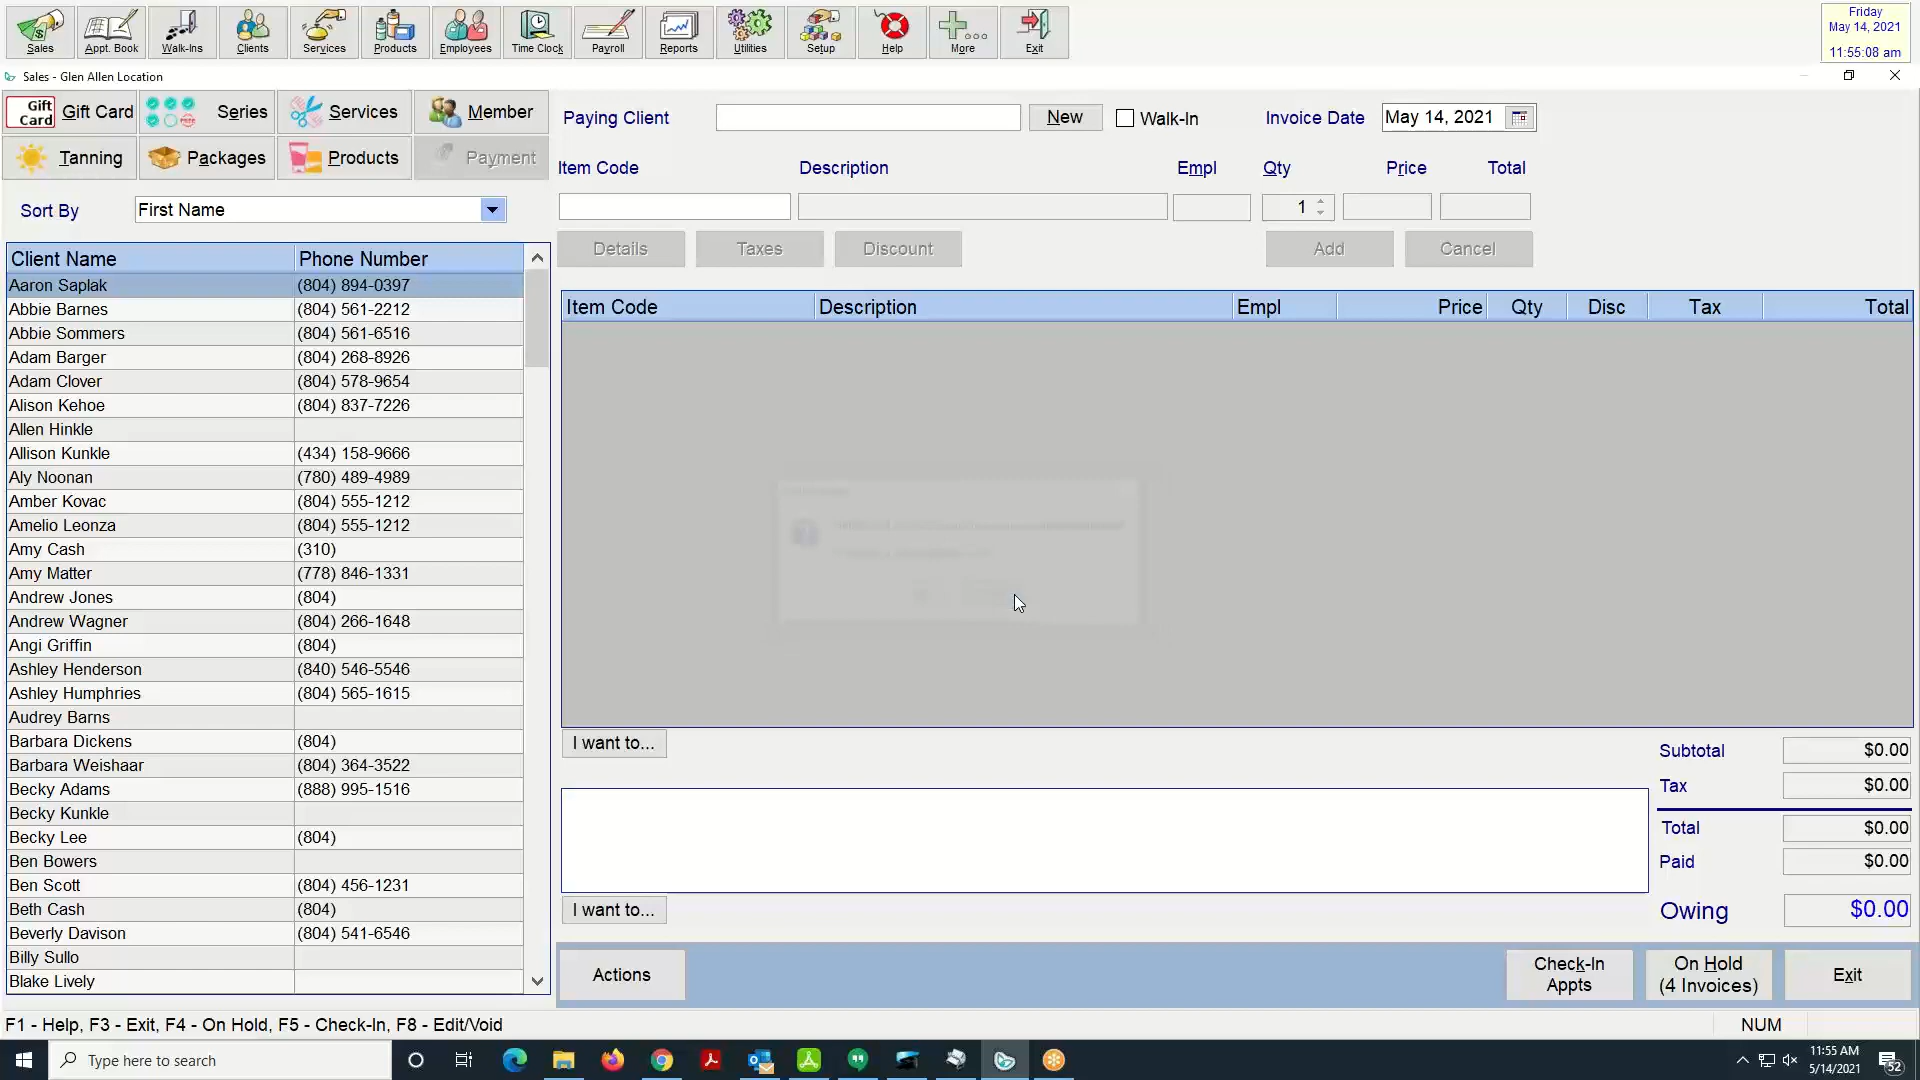 Sales
Appt. Book
Walk-Ins
Clients
Services
Products
Employees
Time Clock
Payroll
Reports
Utilities
Setup
Help
More
Exit
Friday
May 14, 2021
11:55:08 am
Sales - Glen Allen Location
Gift Card
Gift Card
Series
Services
Member
Tanning
Packages
Products
Payment
Sort By
First Name
Client Name Phone Number
Aaron Saplak (804) 894-0397
Abbie Barnes (804) 561-2212
Abbie Sommers (804) 561-6516
Adam Barger (804) 268-8926
Adam Clover (804) 578-9654
Alison Kehoe (804) 837-7226
Allen Hinkle
Allison Kunkle (434) 158-9666
Aly Noonan (780) 489-4989
Amber Kovac (804) 555-1212
Amelio Leonza (804) 555-1212
Amy Cash (310)
Amy Matter (778) 846-1331
Andrew Jones (804)
Andrew Wagner (804) 266-1648
Angi Griffin (804)
Ashley Henderson (840) 546-5546
Ashley Humphries (804) 565-1615
Audrey Barns
Barbara Dickens (804)
Barbara Weishaar (804) 364-3522
Becky Adams (888) 995-1516
Becky Kunkle
Becky Lee (804)
Ben Bowers
Ben Scott (804) 456-1231
Beth Cash (804)
Beverly Davison (804) 541-6546
Billy Sullo
Blake Lively
Paying Client New Walk-In Invoice Date May 14, 2021
Item Code Description Empl Qty Price Total
1
Details Taxes Discount Add Cancel
Item Code Description Empl Price Qty Disc Tax Total
I want to...
Subtotal $0.00
Tax $0.00
Total $0.00
Paid $0.00
I want to...
Owing $0.00
Actions
Check-In Appts
On Hold (4 Invoices)
Exit
F1 - Help, F3 - Exit, F4 - On Hold, F5 - Check-In, F8 - Edit/Void
NUM
Type here to search
11:55 AM
5/14/2021
52